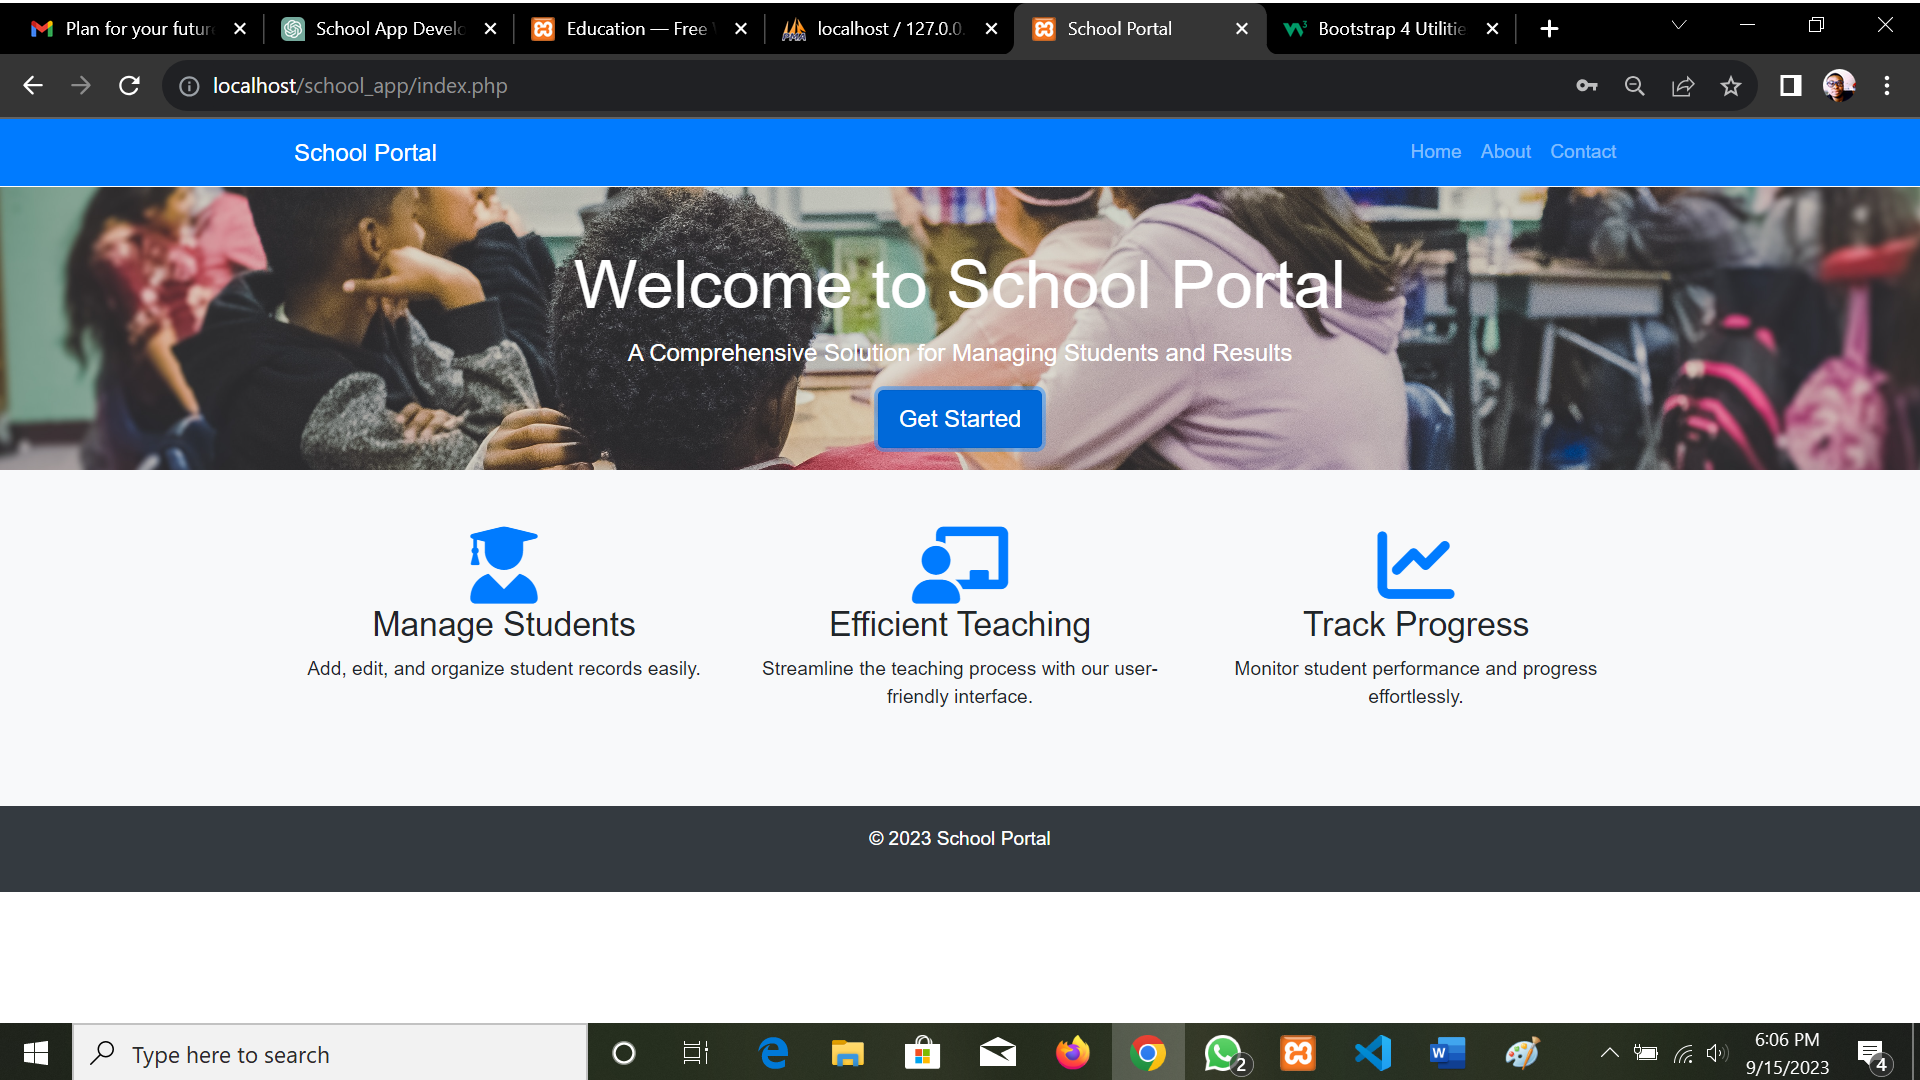 Plan for your futur
School App Develo
Education — Free
localhost / 127.0.0.
School Portal
Bootstrap 4 Utilitie
localhost/school_app/index.php
School Portal
Home
About
Contact
Welcome to School Portal
A Comprehensive Solution for Managing Students and Results
Get Started
Manage Students
Add, edit, and organize student records easily.
Efficient Teaching
Streamline the teaching process with our user-
friendly interface.
Track Progress
Monitor student performance and progress
effortlessly.
© 2023 School Portal
Type here to search
2
6:06 PM
9/15/2023
4